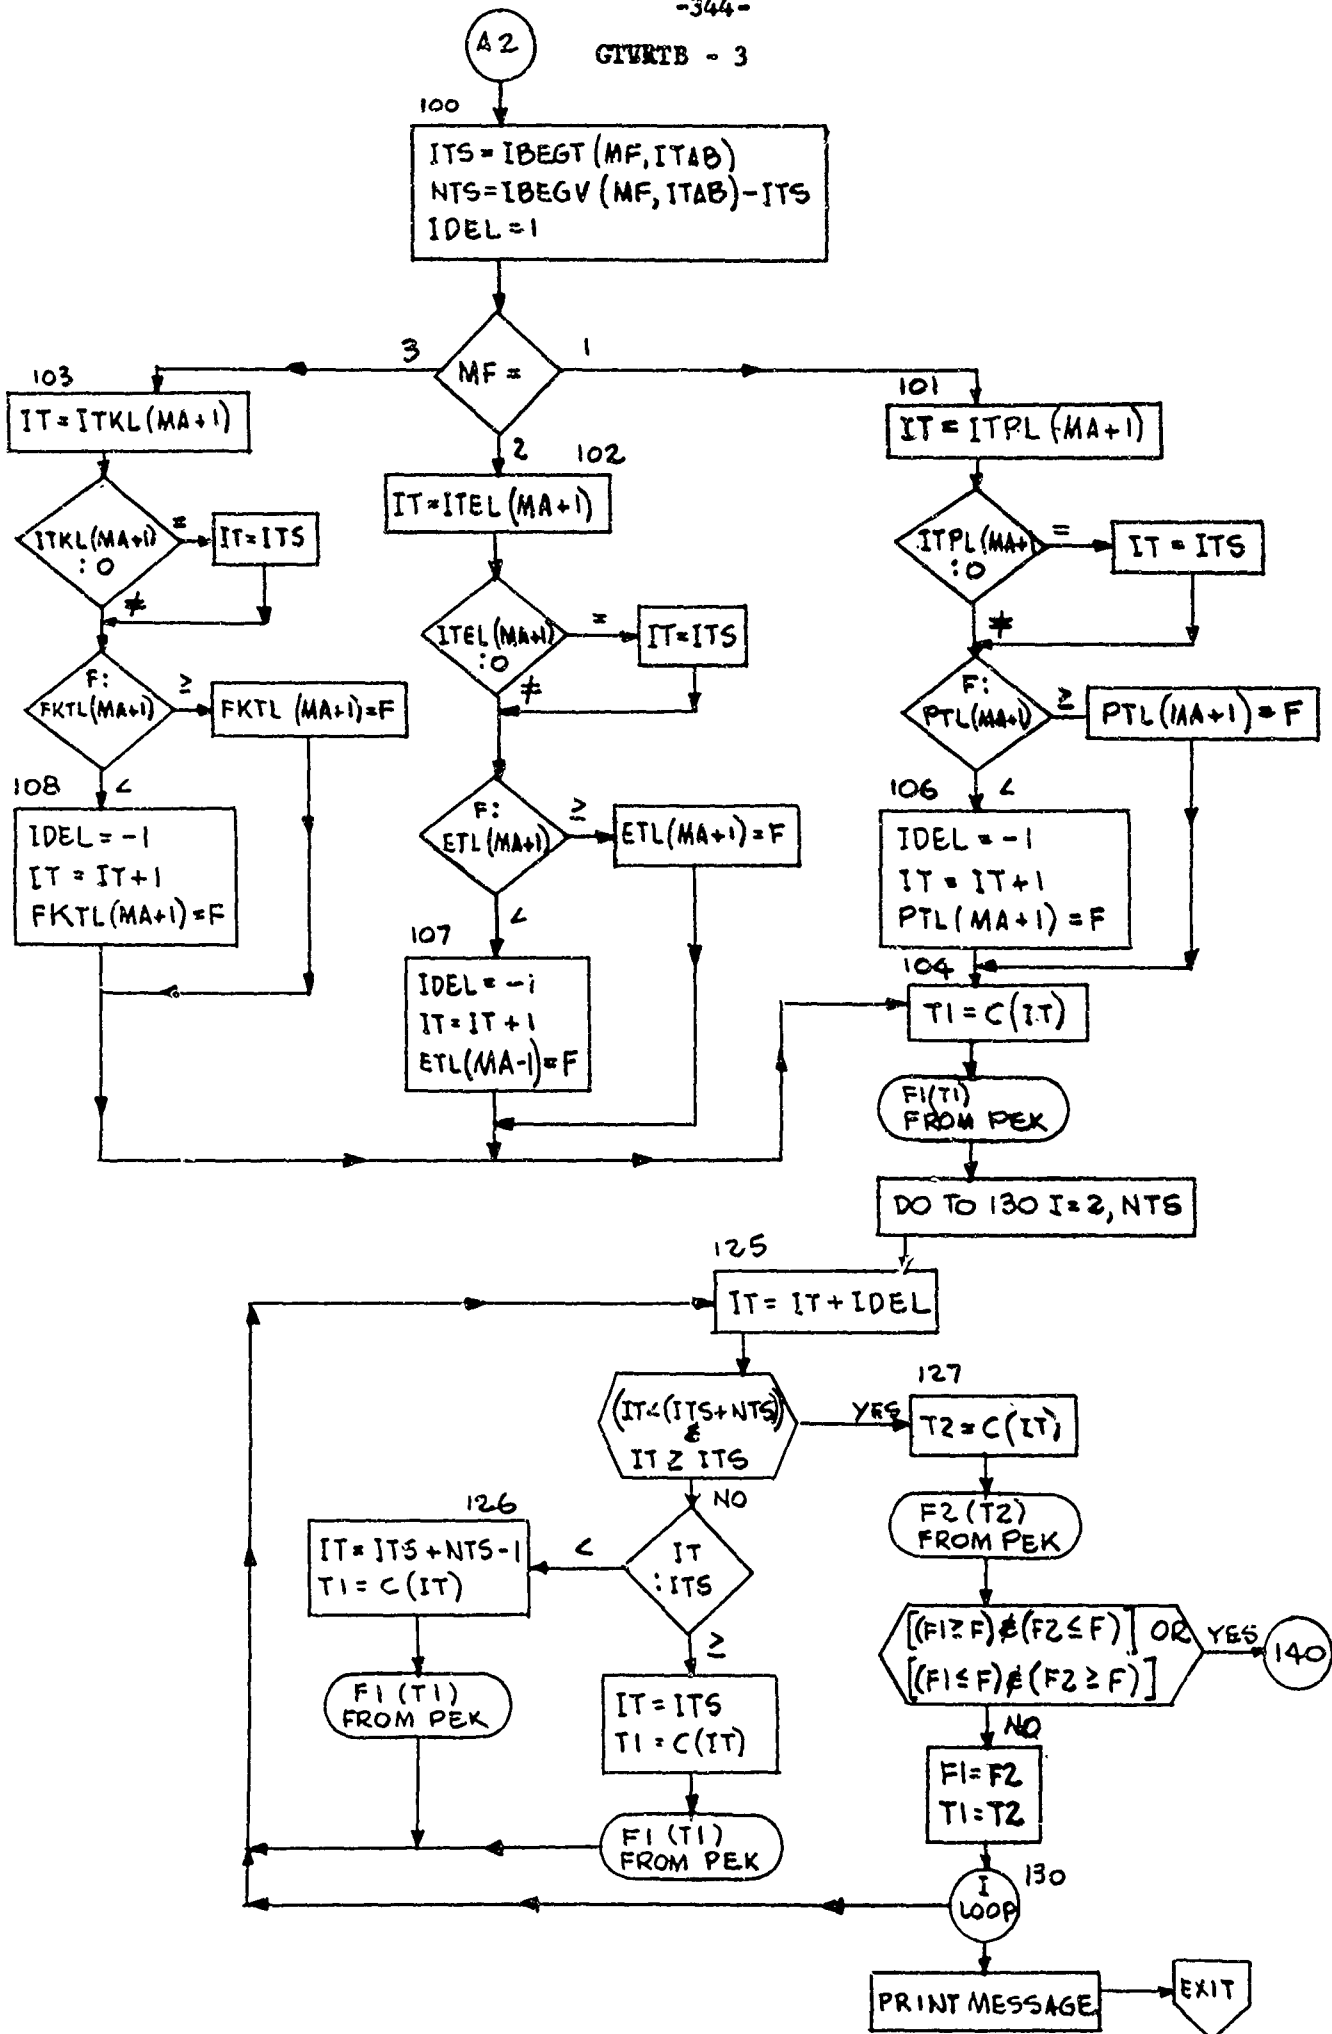 -344-
A2
GTVRTB - 3
100
ITS = IBEGT (MF, ITAB)
NTS = IBEGV (MF, ITAB) - ITS
IDEL = 1
MF =
3
1
2
103
IT = ITKL(MA+1)
ITKL(MA+1)
: 0
=
IT = ITS
≠
F:
FKTL(MA+1)
≥
FKTL (MA+1) = F
<
108
IDEL = -1
IT = IT + 1
FKTL(MA+1) = F
102
IT = ITEL (MA+1)
ITEL (MA+1)
: 0
=
IT = ITS
≠
F:
ETL(MA+1)
≥
ETL(MA+1) = F
<
107
IDEL = -i
IT = IT + 1
ETL(MA-1) = F
101
IT = ITPL (MA+1)
ITPL(MA+1
: 0
=
IT = ITS
≠
F:
PTL(MA+1)
≥
PTL(MA+1) = F
<
106
IDEL = -1
IT = IT + 1
PTL(MA+1) = F
104
T1 = C(IT)
F1(T1)
FROM PEK
DO TO 130 I = 2, NTS
125
IT = IT + IDEL
(IT < (ITS + NTS))
&
IT ≥ ITS
YES
NO
127
T2 = C(IT)
F2 (T2)
FROM PEK
[(F1 ≥ F) & (F2 ≤ F)] OR
[(F1 ≤ F) & (F2 ≥ F)]
YES
140
NO
F1 = F2
T1 = T2
126
IT = ITS + NTS - 1
T1 = C(IT)
<
IT
: ITS
≥
F1 (T1)
FROM PEK
IT = ITS
T1 = C(IT)
F1 (T1)
FROM PEK
130
I
LOOP
PRINT MESSAGE
EXIT